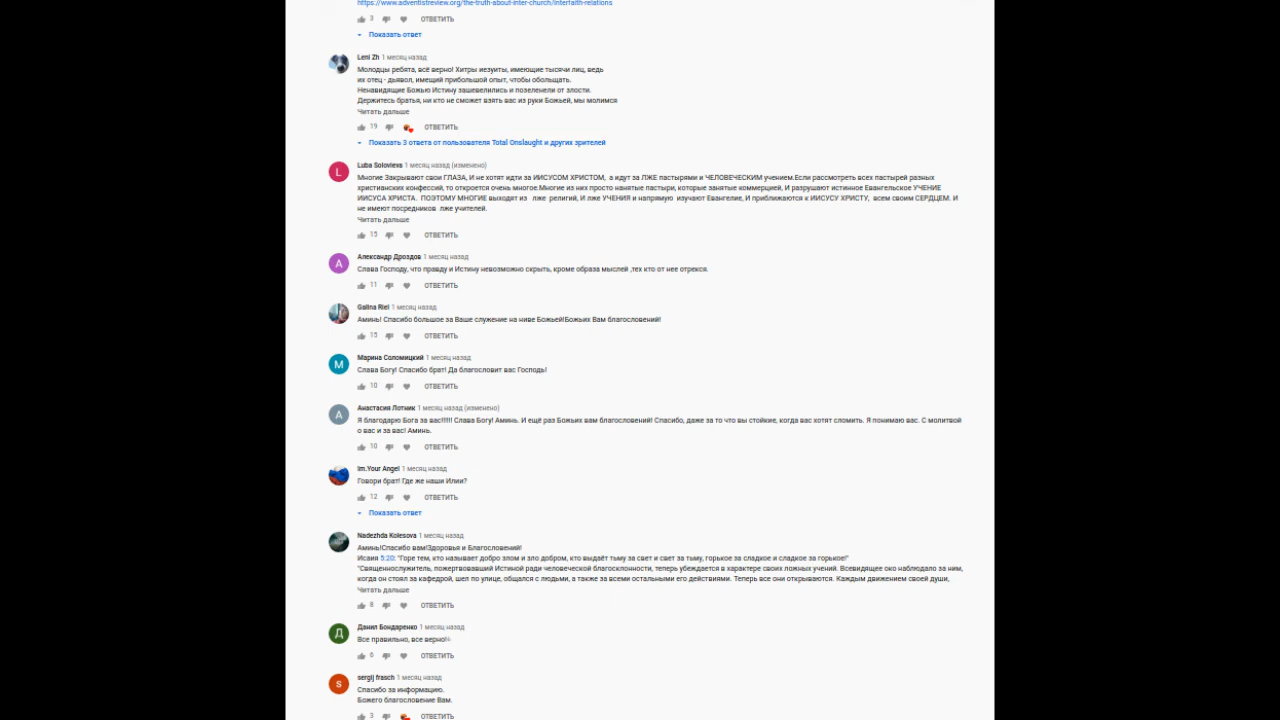 https://www.adventistreview.org/the-truth-about-inter-church/interfaith-relations
3 ОТВЕТИТЬ
Показать ответ
Leni Zh 1 месяц назад
Молодцы ребята, всё верно! Хитры иезуиты, имеющие тысячи лиц, ведь
их отец - дьявол, имещий прибольшой опыт, чтобы обольщать.
Ненавидящие Божью Истину зашевелились и позеленели от злости.
Держитесь братья, ни кто не сможет взять вас из руки Божьей, мы молимся
Читать дальше
19 ОТВЕТИТЬ
Показать 3 ответа от пользователя Total Onslaught и других зрителей
L
Luba Solovieva 1 месяц назад (изменено)
Многие Закрывают свои ГЛАЗА, И не хотят идти за ИИСУСОМ ХРИСТОМ, а идут за ЛЖЕ пастырями и ЧЕЛОВЕЧЕСКИМ учением.Если рассмотреть всех пастырей разных
христианских конфессий, то откроется очень многое.Многие из них просто нанятые пастыри, которые занятые коммерцией, И разрушают истинное Евангельское УЧЕНИЕ
ИИСУСА ХРИСТА. ПОЭТОМУ МНОГИЕ выходят из лже религий, И лже УЧЕНИЯ и напрямую изучают Евангелие, И приближаются к ИИСУСУ ХРИСТУ, всем своим СЕРДЦЕМ. И
не имеют посредников лже учителей.
Читать дальше
15 ОТВЕТИТЬ
А
Александр Дроздов 1 месяц назад
Слава Господу, что правду и Истину невозможно скрыть, кроме образа мыслей ,тех кто от нее отрекся.
11 ОТВЕТИТЬ
Galina Riel 1 месяц назад
Аминь! Спасибо большое за Ваше служение на ниве Божьей!Божьих Вам благословений!
15 ОТВЕТИТЬ
М
Марина Соломицкий 1 месяц назад
Слава Богу! Спасибо брат! Да благословит вас Господь!
10 ОТВЕТИТЬ
А
Анастасия Лотник 1 месяц назад (изменено)
Я благодарю Бога за вас!!!!!! Слава Богу! Аминь. И ещё раз Божьих вам благословений! Спасибо, даже за то что вы стойкие, когда вас хотят сломить. Я понимаю вас. С молитвой
о вас и за вас! Аминь.
10 ОТВЕТИТЬ
Im.Your Angel 1 месяц назад
Говори брат! Где же наши Илии?
12 ОТВЕТИТЬ
Показать ответ
Nadezhda Kolesova 1 месяц назад
Аминь!Спасибо вам!Здоровья и Благословений!
Исаия 5:20: "Горе тем, кто называет добро злом и зло добром, кто выдаёт тьму за свет и свет за тьму, горькое за сладкое и сладкое за горькое!"
"Священнослужитель, пожертвовавший Истиной ради человеческой благосклонности, теперь убеждается в характере своих ложных учений. Всевидящее око наблюдало за ним,
когда он стоял за кафедрой, шел по улице, общался с людьми, а также за всеми остальными его действиями. Теперь все они открываются. Каждым движением своей души,
Читать дальше
8 ОТВЕТИТЬ
Д
Данил Бондаренко 1 месяц назад
Все правильно, все верно!
6 ОТВЕТИТЬ
s
sergij frasch 1 месяц назад
Спасибо за информацию.
Божего благословение Вам.
3 ОТВЕТИТЬ